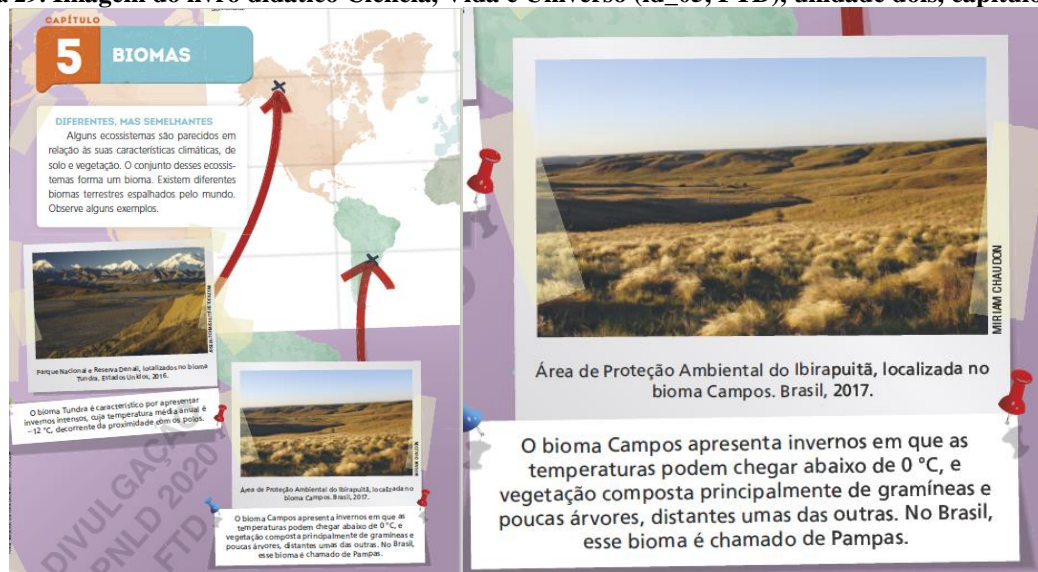 29: Imagem do livro didático Ciência, Vida e Universo (id_03, FTD), unidade dois, capítulo
CAPÍTULO
5 BIOMAS
DIFERENTES, MAS SEMELHANTES
Alguns ecossistemas são parecidos em
relação às suas características climáticas, de
solo e vegetação. O conjunto desses ecossis-
temas forma um bioma. Existem diferentes
biomas terrestres espalhados pelo mundo.
Observe alguns exemplos.
Parque Nacional e Reserva Denali, localizados no bioma
Tundra. Estados Unidos, 2016.
O bioma Tundra é característico por apresentar
invernos intensos, cuja temperatura média anual é
−12 °C, decorrente da proximidade com os polos.
MIRIAM CHAUDON
Área de Proteção Ambiental do Ibirapuitã, localizada no
bioma Campos. Brasil, 2017.
O bioma Campos apresenta invernos em que as
temperaturas podem chegar abaixo de 0 °C, e
vegetação composta principalmente de gramíneas e
poucas árvores, distantes umas das outras. No Brasil,
esse bioma é chamado de Pampas.
DIVULGAÇÃO
PNLD 2020
FTD
MIRIAM CHAUDON
Área de Proteção Ambiental do Ibirapuitã, localizada no
bioma Campos. Brasil, 2017.
O bioma Campos apresenta invernos em que as
temperaturas podem chegar abaixo de 0 °C, e
vegetação composta principalmente de gramíneas e
poucas árvores, distantes umas das outras. No Brasil,
esse bioma é chamado de Pampas.